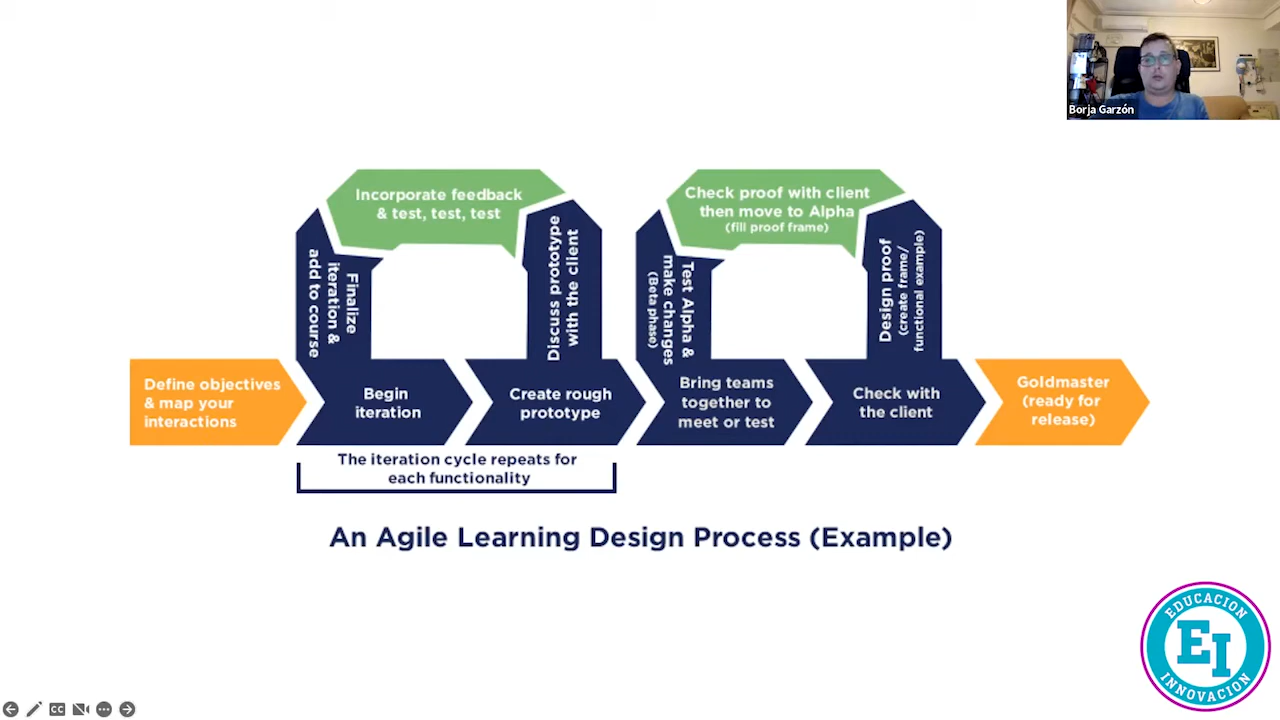 Borja Garzón
Incorporate feedback
& test, test, test
Check proof with client
then move to Alpha
(fill proof frame)
Finalize
iteration &
add to course
Discuss prototype
with the client
Test Alpha &
make changes
(Beta phase)
Design proof
(create frame/
functional example)
Define objectives
& map your
interactions
Begin
iteration
Create rough
prototype
Bring teams
together to
meet or test
Check with
the client
Goldmaster
(ready for
release)
The iteration cycle repeats for
each functionality
An Agile Learning Design Process (Example)
EDUCACION
EI
INNOVACION
CC